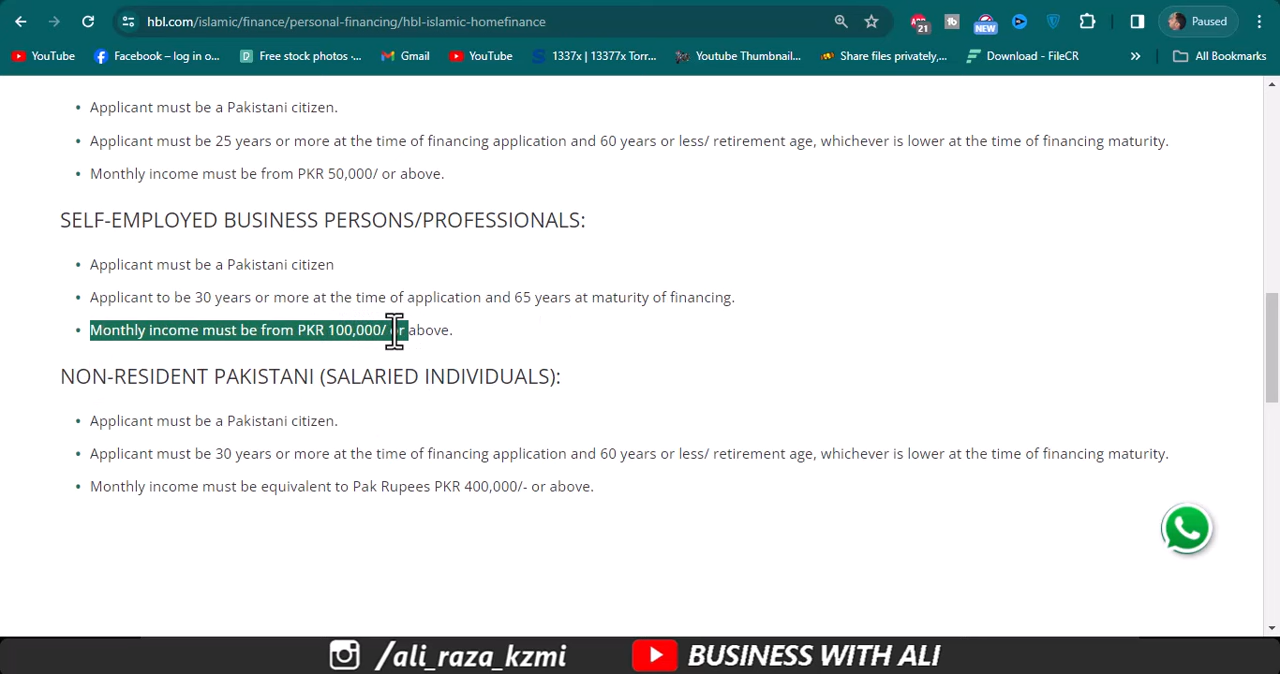 hbl.com/islamic/finance/personal-financing/hbl-islamic-homefinance
21
tb
NEW
Paused
YouTube
Facebook – log in o...
Free stock photos -...
Gmail
YouTube
1337x | 13377x Torr...
Youtube Thumbnail...
Share files privately,...
Download - FileCR
All Bookmarks
• Applicant must be a Pakistani citizen.
• Applicant must be 25 years or more at the time of financing application and 60 years or less/ retirement age, whichever is lower at the time of financing maturity.
• Monthly income must be from PKR 50,000/ or above.
SELF-EMPLOYED BUSINESS PERSONS/PROFESSIONALS:
• Applicant must be a Pakistani citizen
• Applicant to be 30 years or more at the time of application and 65 years at maturity of financing.
• Monthly income must be from PKR 100,000/ or above.
NON-RESIDENT PAKISTANI (SALARIED INDIVIDUALS):
• Applicant must be a Pakistani citizen.
• Applicant must be 30 years or more at the time of financing application and 60 years or less/ retirement age, whichever is lower at the time of financing maturity.
• Monthly income must be equivalent to Pak Rupees PKR 400,000/- or above.
/ali_raza_kzmi
BUSINESS WITH ALI